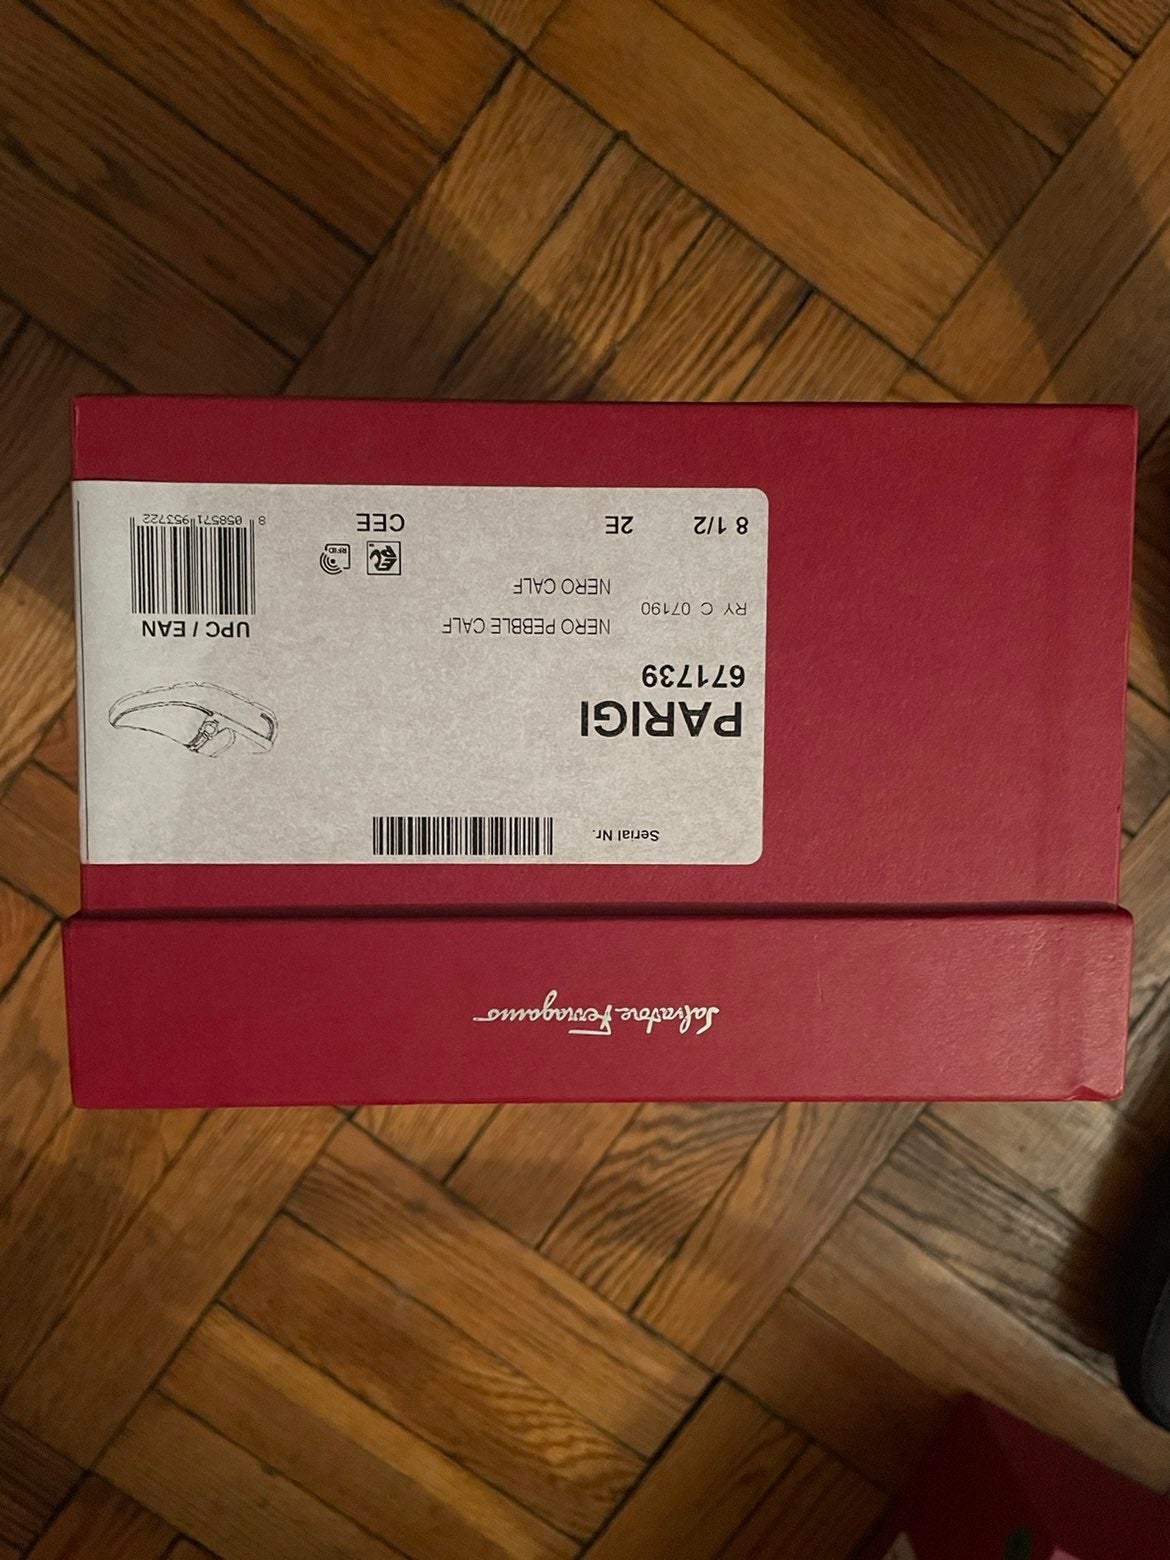 Salvatore Ferragamo
Serial Nr.
PARIGI
671739
NERO PEBBLE CALF
RY C 07190
NERO CALF
8 1/2 2E CEE
RFID
UPC / EAN
8 058571 953722